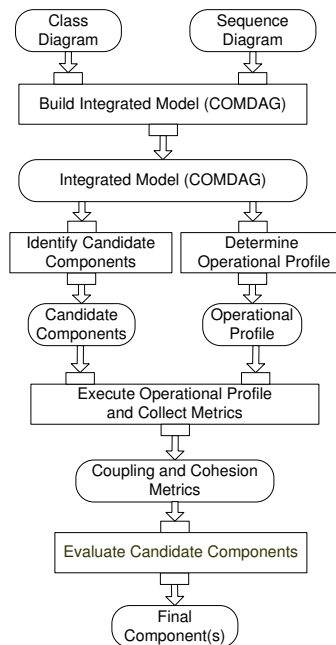 Class
Diagram
Sequence
Diagram
Build Integrated Model (COMDAG)
Integrated Model (COMDAG)
Identify Candidate
Components
Determine
Operational Profile
Candidate
Components
Operational
Profile
Execute Operational Profile
and Collect Metrics
Coupling and Cohesion
Metrics
Evaluate Candidate Components
Final
Component(s)